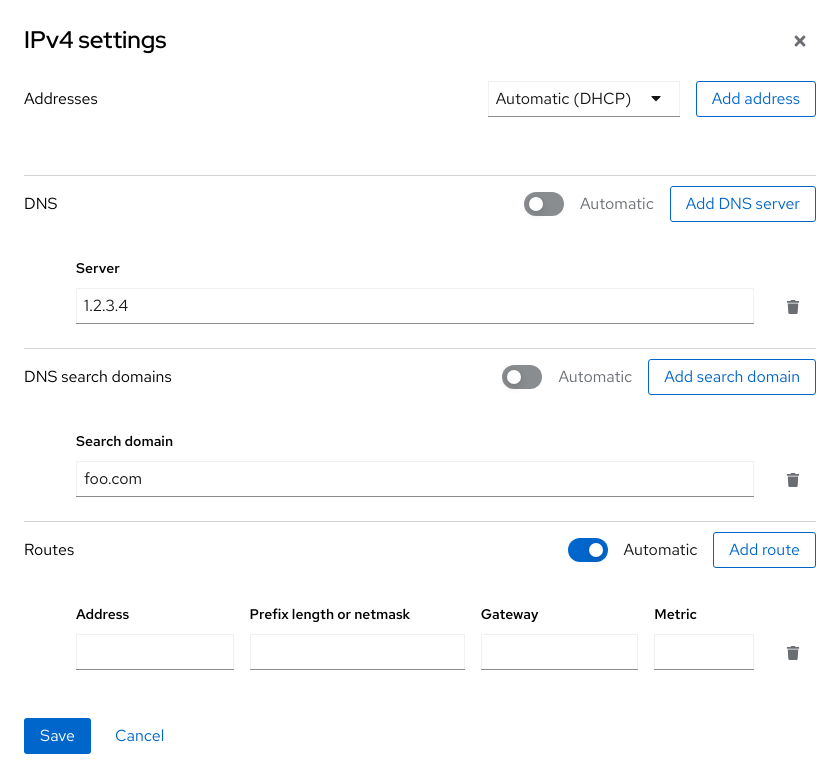 IPv4 settings
Addresses Automatic (DHCP) Add address
DNS Automatic Add DNS server
Server
1.2.3.4
DNS search domains Automatic Add search domain
Search domain
foo.com
Routes Automatic Add route
Address Prefix length or netmask Gateway Metric
Save Cancel